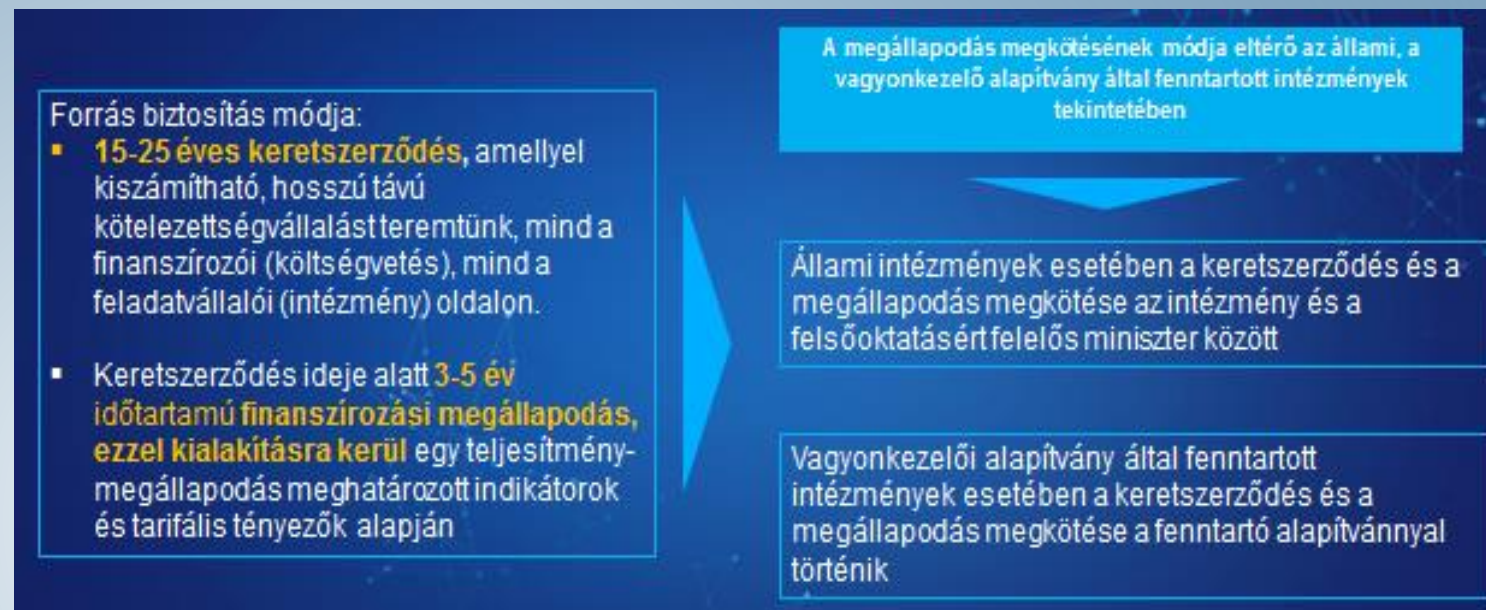 Forrás biztosítás módja:
▪ 15-25 éves keretszerződés, amellyel
kiszámítható, hosszú távú
kötelezettségvállalást teremtünk, mind a
finanszírozói (költségvetés), mind a
feladatvállalói (intézmény) oldalon.
▪ Keretszerződés ideje alatt 3-5 év
időtartamú finanszírozási megállapodás,
ezzel kialakításra kerül egy teljesítmény-
megállapodás meghatározott indikátorok
és tarifális tényezők alapján
A megállapodás megkötésének módja eltérő az állami, a
vagyonkezelő alapítvány által fenntartott intézmények
tekintetében
Állami intézmények esetében a keretszerződés és a
megállapodás megkötése az intézmény és a
felsőoktatásért felelős miniszter között
Vagyonkezelői alapítvány által fenntartott
intézmények esetében a keretszerződés és a
megállapodás megkötése a fenntartó alapítvánnyal
történik